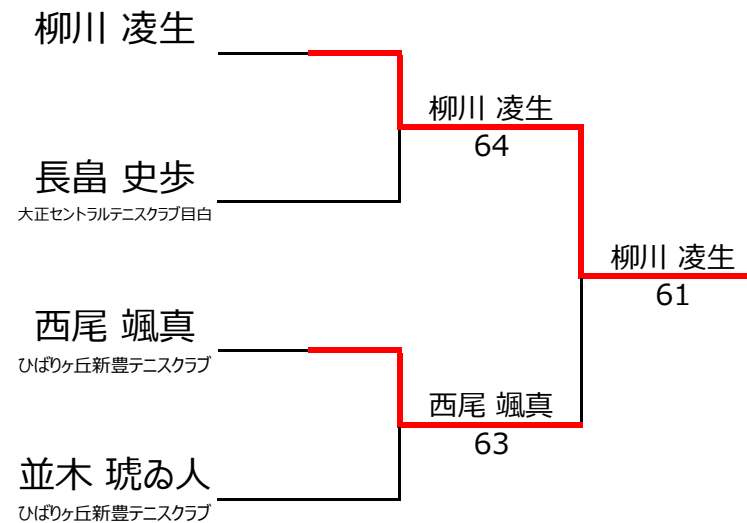 柳川 凌生
柳川 凌生
64
長畠 史歩
大正セントラルテニスクラブ目白
柳川 凌生
61
西尾 颯真
ひばりヶ丘新豊テニスクラブ
西尾 颯真
63
並木 琥ゐ人
ひばりヶ丘新豊テニスクラブ